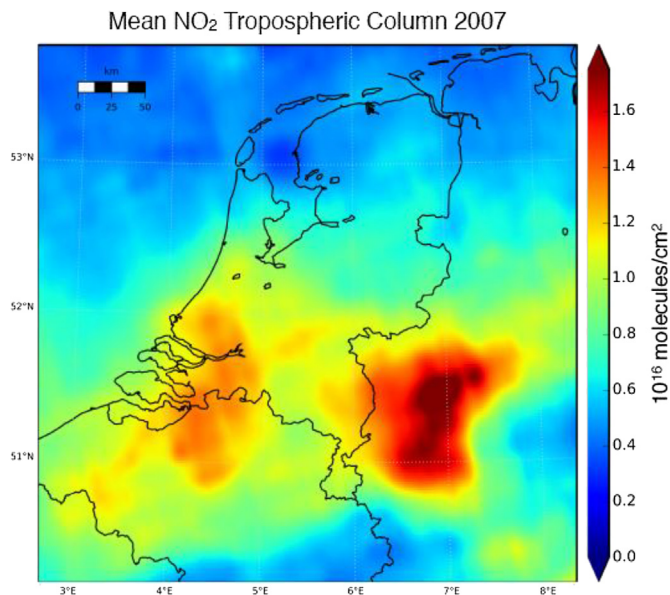 Mean NO₂ Tropospheric Column 2007
km
0 25 50
53°N
52°N
51°N
3°E 4°E 5°E 6°E 7°E 8°E
1.6
1.4
1.2
1.0
0.8
0.6
0.4
0.2
0.0
10¹⁶ molecules/cm²